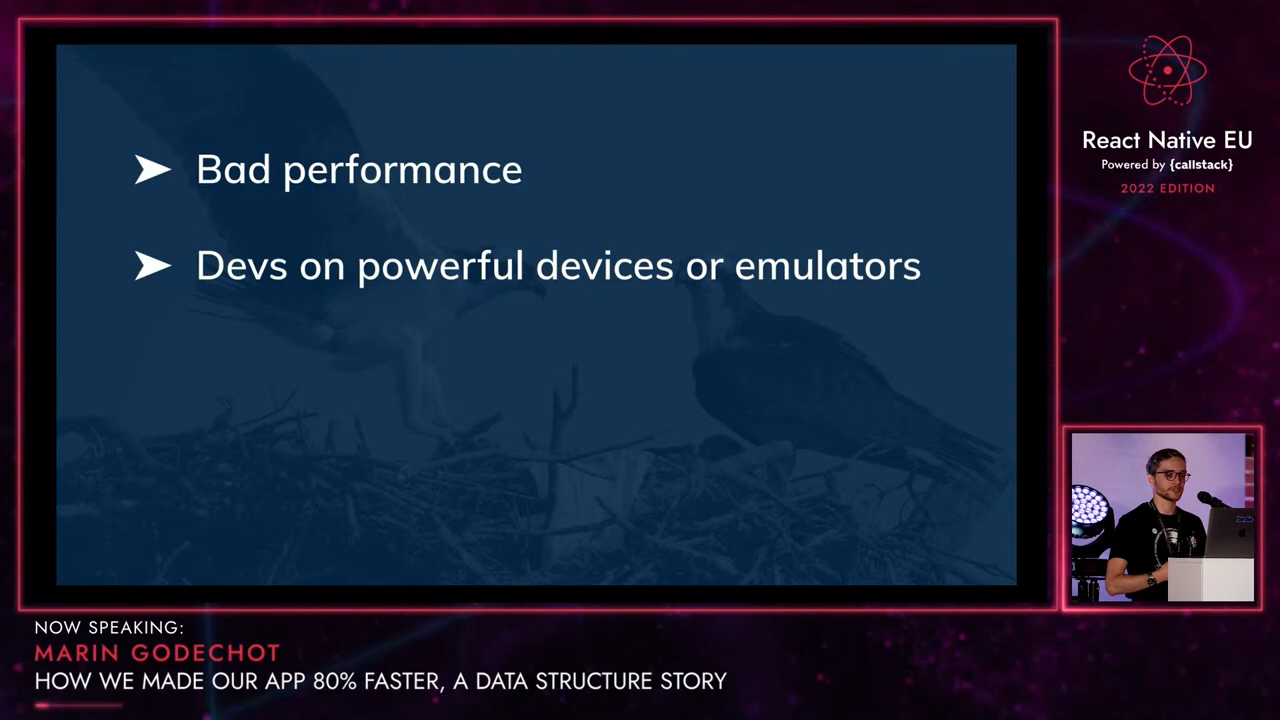 ➤ Bad performance
➤ Devs on powerful devices or emulators
React Native EU
Powered by {callstack}
2022 EDITION
NOW SPEAKING:
MARIN GODECHOT
HOW WE MADE OUR APP 80% FASTER, A DATA STRUCTURE STORY